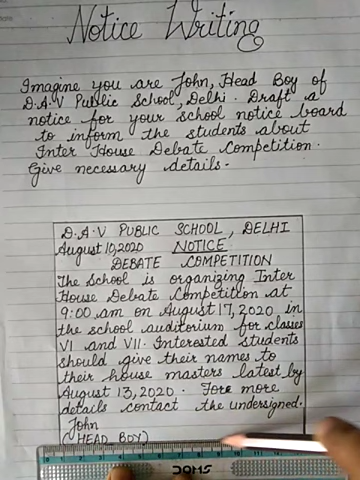 Notice Writing
Imagine you are John, Head Boy of
D.A.V Public School, Delhi. Draft a
notice for your school notice board
to inform the students about
Inter House Debate Competition.
Give necessary details.
D.A.V PUBLIC SCHOOL, DELHI
August 10, 2020 NOTICE
DEBATE COMPETITION
The School is organizing Inter
House Debate Competition at
9:00 am on August 17, 2020 in
the school auditorium for classes
VI and VII. Interested students
should give their names to
their house masters latest by
August 13, 2020. Fore more
details contact the undersigned.
John
(HEAD BOY)
DOMS